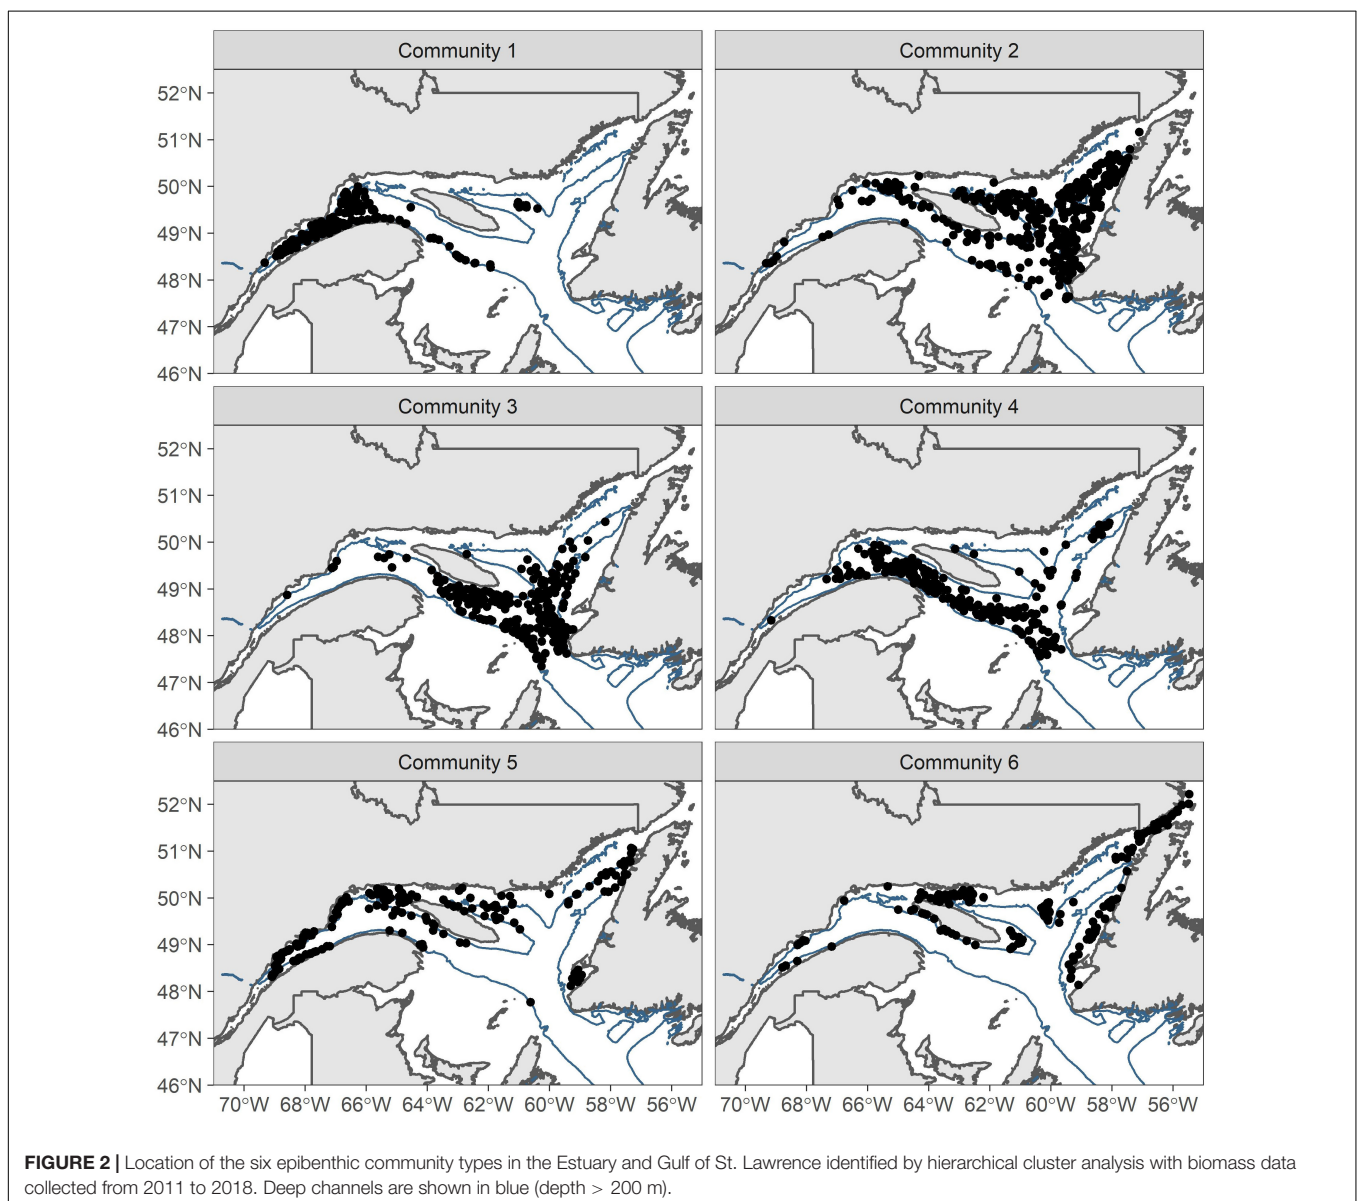 Community 1
Community 2
52°N
51°N
50°N
49°N
48°N
47°N
46°N
Community 3
Community 4
52°N
51°N
50°N
49°N
48°N
47°N
46°N
Community 5
Community 6
52°N
51°N
50°N
49°N
48°N
47°N
46°N
70°W 68°W 66°W 64°W 62°W 60°W 58°W 56°W
70°W 68°W 66°W 64°W 62°W 60°W 58°W 56°W
FIGURE 2 | Location of the six epibenthic community types in the Estuary and Gulf of St. Lawrence identified by hierarchical cluster analysis with biomass data
collected from 2011 to 2018. Deep channels are shown in blue (depth > 200 m).